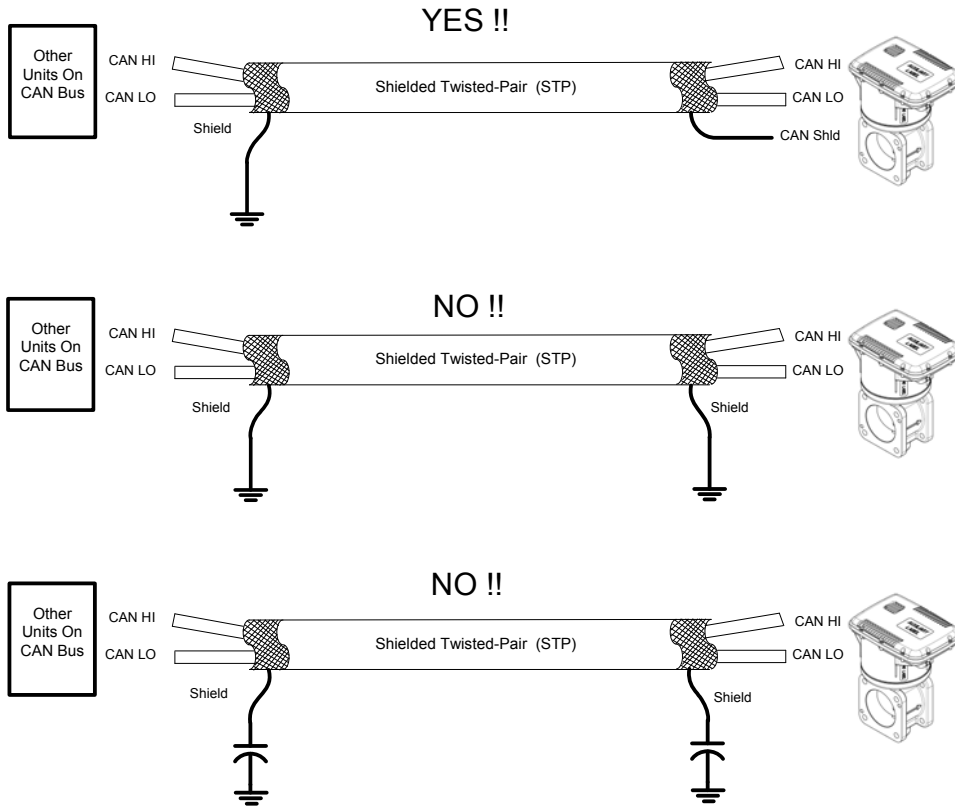 YES !!
Other
Units On
CAN Bus
CAN HI
CAN LO
Shield
Shielded Twisted-Pair (STP)
CAN HI
CAN LO
CAN Shld
NO !!
Other
Units On
CAN Bus
CAN HI
CAN LO
Shield
Shielded Twisted-Pair (STP)
CAN HI
CAN LO
Shield
NO !!
Other
Units On
CAN Bus
CAN HI
CAN LO
Shield
Shielded Twisted-Pair (STP)
CAN HI
CAN LO
Shield